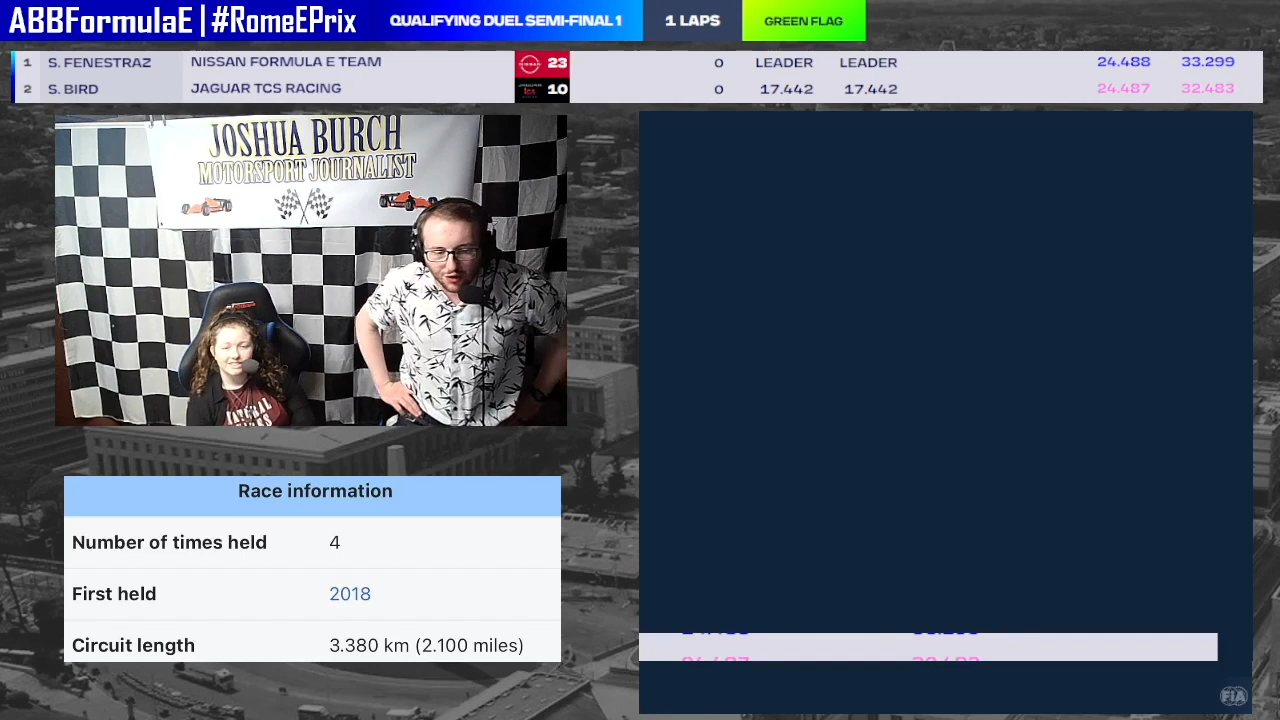 ABBFormulaE | #RomeEPrix
QUALIFYING DUEL SEMI-FINAL 1
1 LAPS
GREEN FLAG
1 S. FENESTRAZ NISSAN FORMULA E TEAM NISSAN 23 0 LEADER LEADER 24.488 33.299
2 S. BIRD JAGUAR TCS RACING 10 0 17.442 17.442 24.487 32.483
JOSHUA BURCH
MOTORSPORT JOURNALIST
Race information
Number of times held 4
First held 2018
Circuit length 3.380 km (2.100 miles)
FIA